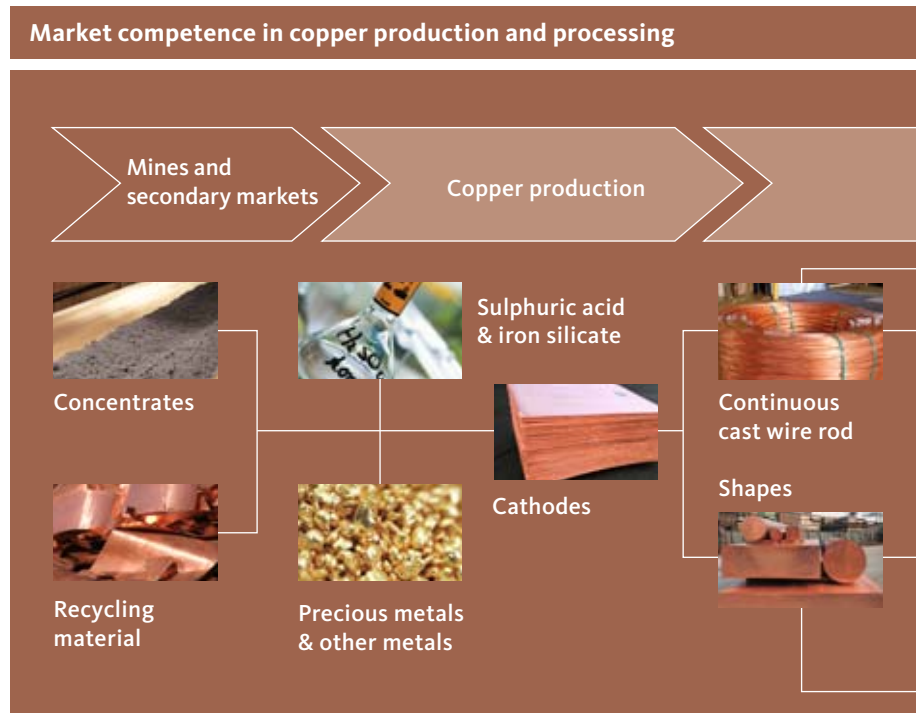 Market competence in copper production and processing
Mines and
secondary markets
Copper production
Sulphuric acid
& iron silicate
Concentrates
Continuous
cast wire rod
Cathodes
Shapes
Recycling
material
Precious metals
& other metals